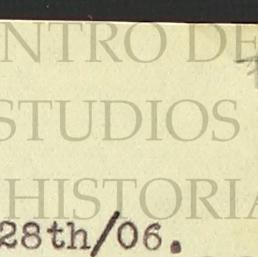 NTRO DE
STUDIOS
HISTORIA
28th/06.